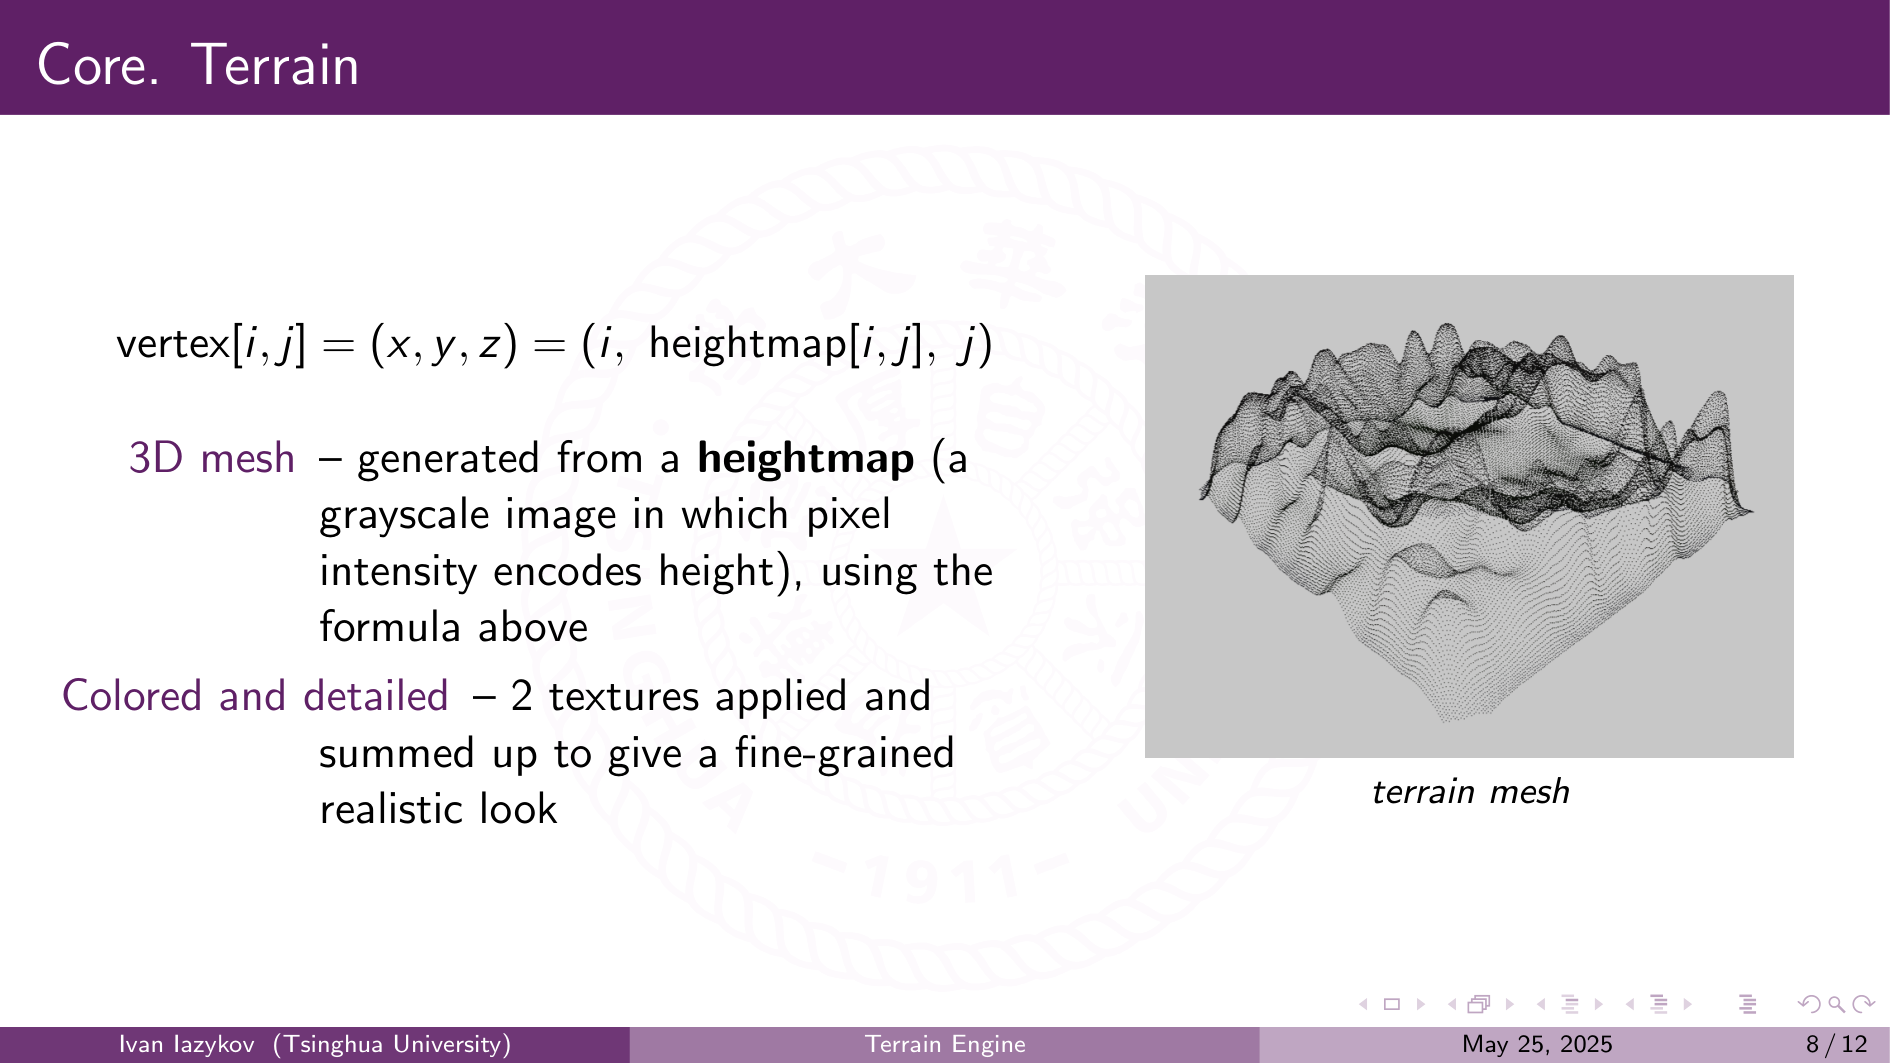 Core. Terrain
vertex[i, j] = (x, y, z) = (i, heightmap[i, j], j)
3D mesh – generated from a heightmap (a
grayscale image in which pixel
intensity encodes height), using the
formula above
Colored and detailed – 2 textures applied and
summed up to give a fine-grained
realistic look
terrain mesh
- 1911 -
Ivan Iazykov (Tsinghua University)
Terrain Engine
May 25, 2025
8 / 12